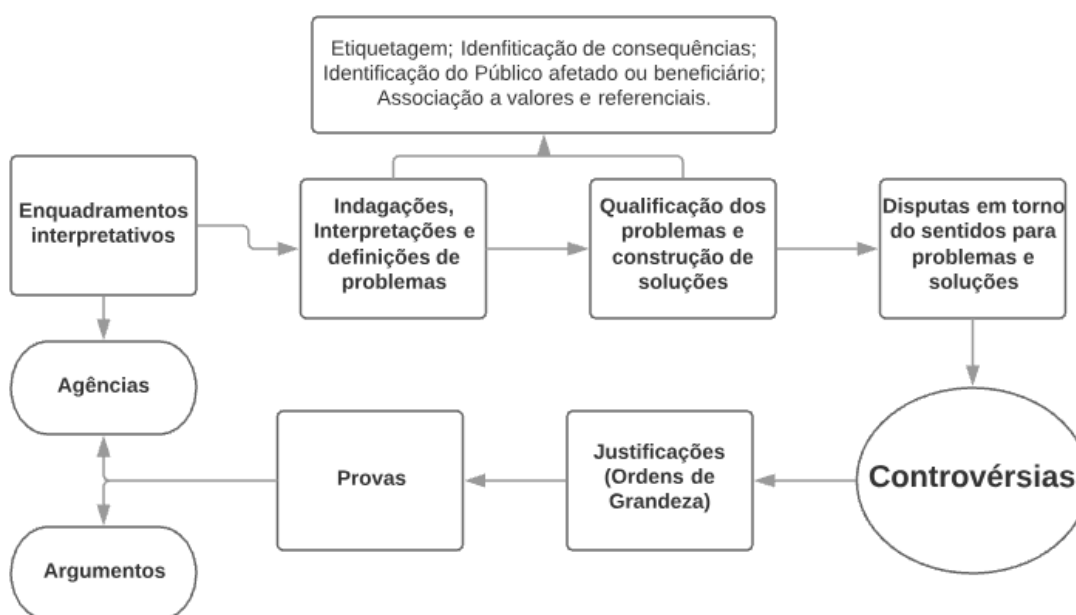 Etiquetagem; Idenfiticação de consequências;
Identificação do Público afetado ou beneficiário;
Associação a valores e referenciais.
Enquadramentos
interpretativos
Indagações,
Interpretações e
definições de
problemas
Qualificação dos
problemas e
construção de
soluções
Disputas em torno
do sentidos para
problemas e
soluções
Agências
Provas
Justificações
(Ordens de
Grandeza)
Controvérsias
Argumentos